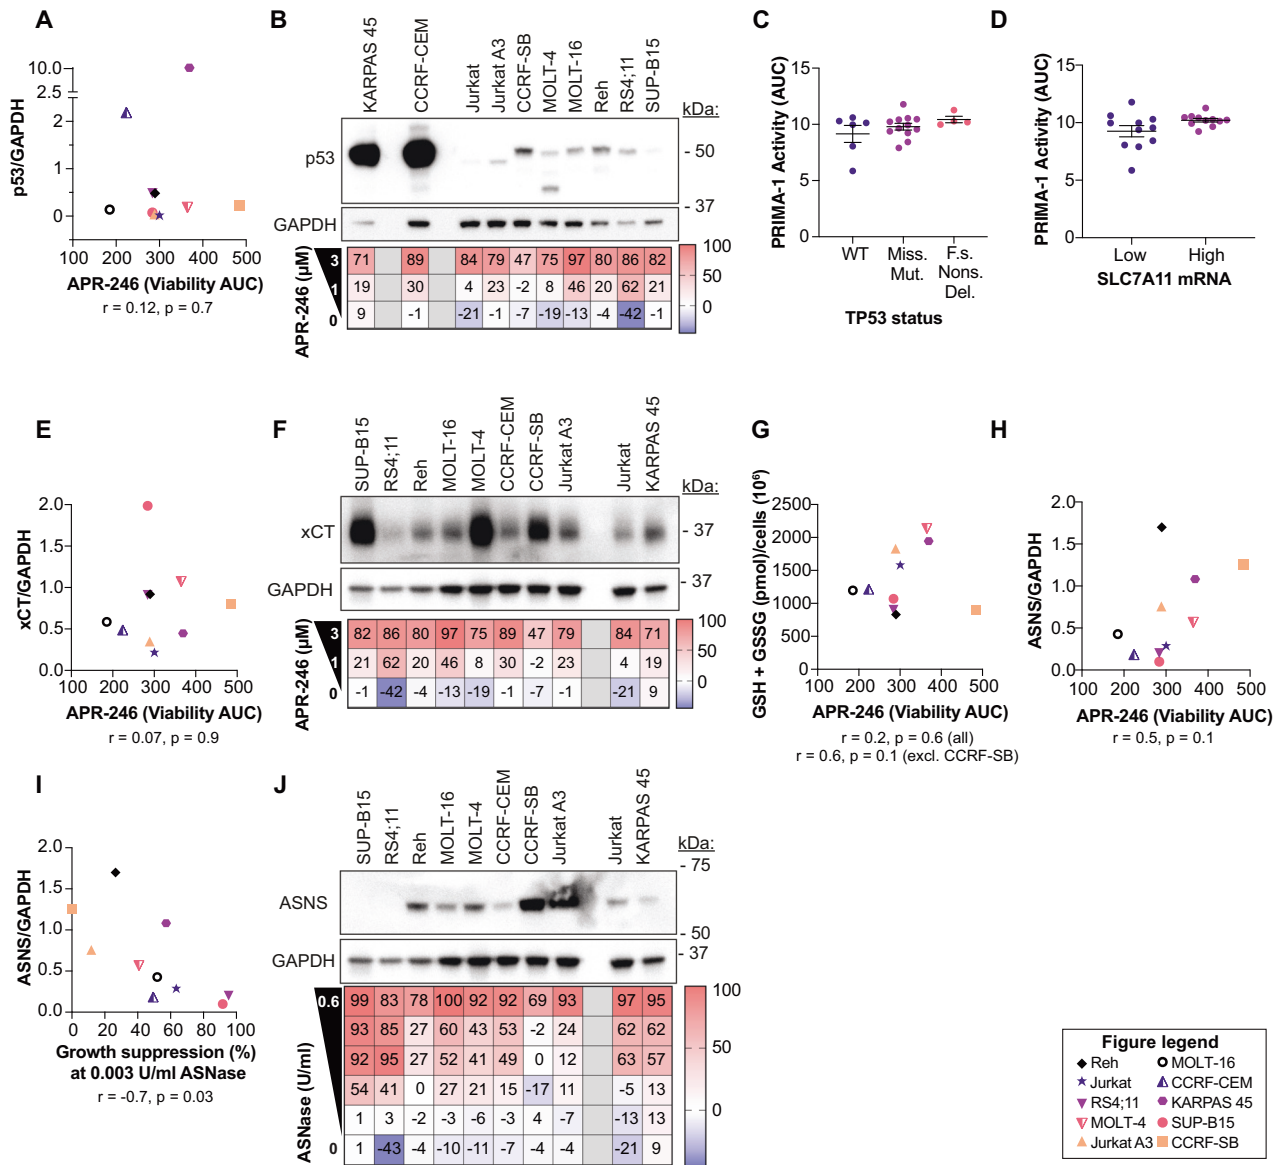 A
p53/GAPDH
10.0
2.5
2
1
0
100 200 300 400 500
APR-246 (Viability AUC)
r = 0.12, p = 0.7
B
KARPAS 45
CCRF-CEM
Jurkat
Jurkat A3
CCRF-SB
MOLT-4
MOLT-16
Reh
RS4;11
SUP-B15
kDa:
p53
- 50
- 37
GAPDH
APR-246 (µM)
3 71 89 84 79 47 75 97 80 86 82
1 19 30 4 23 -2 8 46 20 62 21
0 9 -1 -21 -1 -7 -19 -13 -4 -42 -1
100
50
0
C
PRIMA-1 Activity (AUC)
15
10
5
0
WT
Miss. Mut.
F.s. Nons. Del.
TP53 status
D
PRIMA-1 Activity (AUC)
15
10
5
0
Low High
SLC7A11 mRNA
E
xCT/GAPDH
2.0
1.5
1.0
0.5
0.0
100 200 300 400 500
APR-246 (Viability AUC)
r = 0.07, p = 0.9
F
SUP-B15
RS4;11
Reh
MOLT-16
MOLT-4
CCRF-CEM
CCRF-SB
Jurkat A3
Jurkat
KARPAS 45
kDa:
xCT
- 37
GAPDH
- 37
APR-246 (µM)
3 82 86 80 97 75 89 47 79 84 71
1 21 62 20 46 8 30 -2 23 4 19
0 -1 -42 -4 -13 -19 -1 -7 -1 -21 9
100
50
0
G
GSH + GSSG (pmol)/cells (10⁶)
2500
2000
1500
1000
500
0
100 200 300 400 500
APR-246 (Viability AUC)
r = 0.2, p = 0.6 (all)
r = 0.6, p = 0.1 (excl. CCRF-SB)
H
ASNS/GAPDH
2.0
1.5
1.0
0.5
0.0
100 200 300 400 500
APR-246 (Viability AUC)
r = 0.5, p = 0.1
I
ASNS/GAPDH
2.0
1.5
1.0
0.5
0
0 20 40 60 80 100
Growth suppression (%)
at 0.003 U/ml ASNase
r = -0.7, p = 0.03
J
SUP-B15
RS4;11
Reh
MOLT-16
MOLT-4
CCRF-CEM
CCRF-SB
Jurkat A3
Jurkat
KARPAS 45
kDa:
- 75
ASNS
- 50
- 37
GAPDH
ASNase (U/ml)
0.6 99 83 78 100 92 92 69 93 97 95
93 85 27 60 43 53 -2 24 62 62
92 95 27 52 41 49 0 12 63 57
54 41 0 27 21 15 -17 11 -5 13
1 3 -2 -3 -6 -3 4 -7 -13 13
0 1 -43 -4 -10 -11 -7 -4 -4 -21 9
100
50
0
Figure legend
Reh
Jurkat
RS4;11
MOLT-4
Jurkat A3
MOLT-16
CCRF-CEM
KARPAS 45
SUP-B15
CCRF-SB